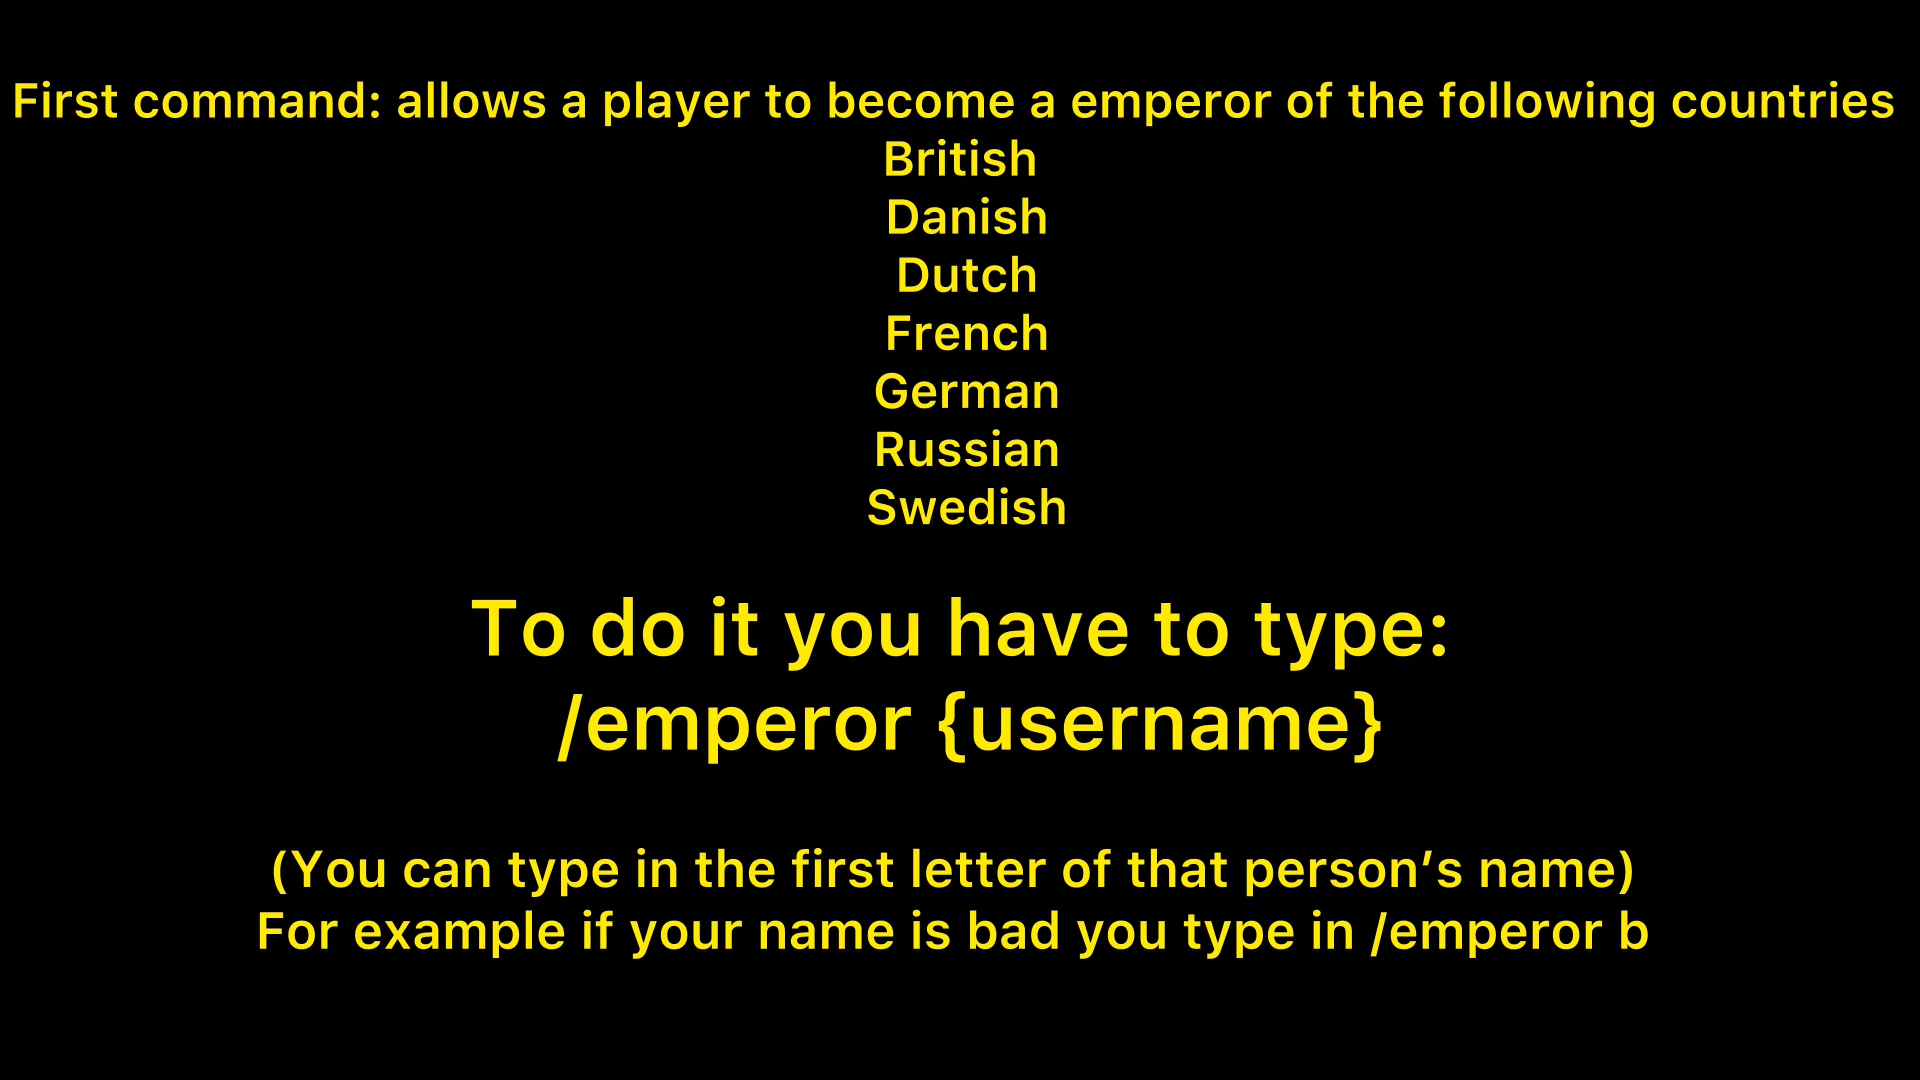 First command: allows a player to become a emperor of the following countries
British
Danish
Dutch
French
German
Russian
Swedish
To do it you have to type:
/emperor {username}
(You can type in the first letter of that person’s name)
For example if your name is bad you type in /emperor b